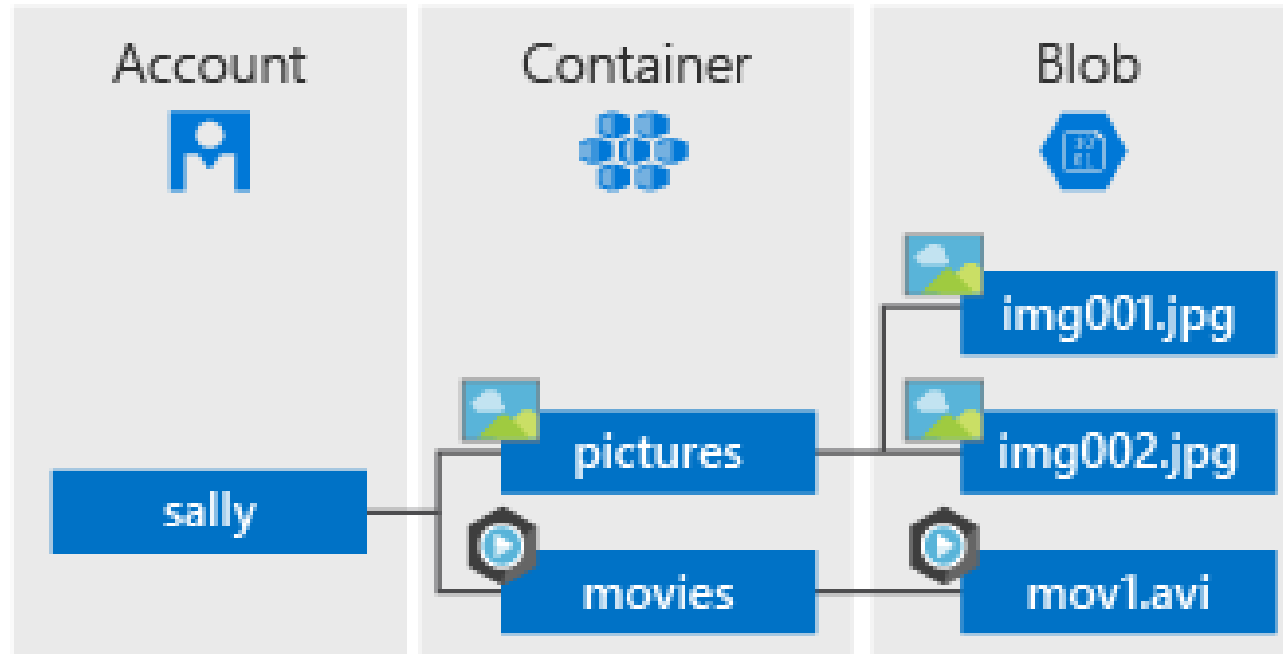 Account
Container
Blob
img001.jpg
pictures
img002.jpg
sally
movies
mov1.avi